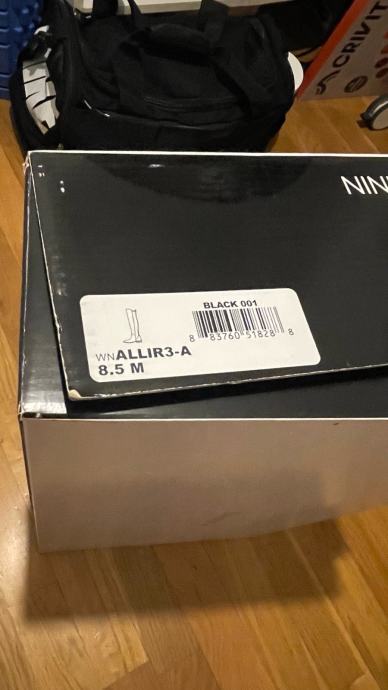 CRIVIT
NIN
BLACK 001
8 83760 51828 8
WNALLIR3-A
8.5 M